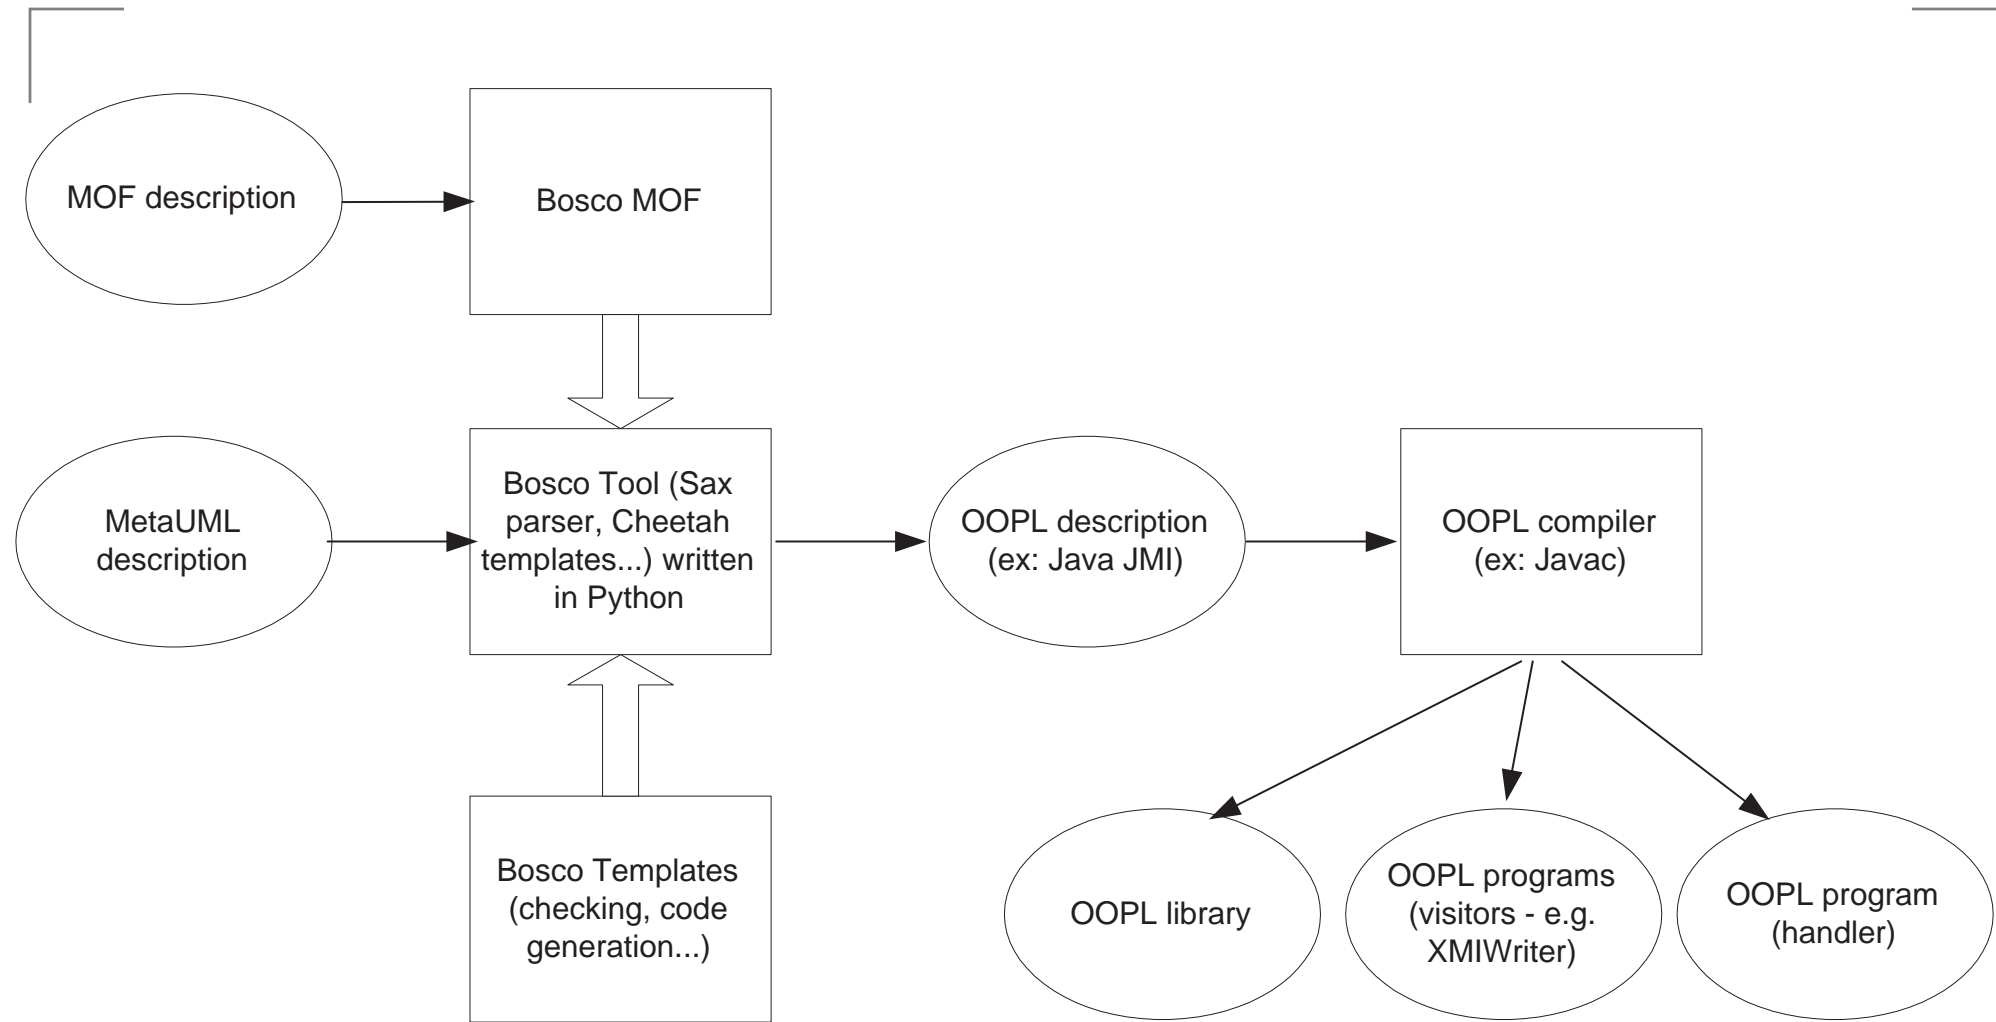 MOF description
Bosco MOF
MetaUML
description
Bosco Tool (Sax
parser, Cheetah
templates...) written
in Python
OOPL description
(ex: Java JMI)
OOPL compiler
(ex: Javac)
Bosco Templates
(checking, code
generation...)
OOPL library
OOPL programs
(visitors - e.g.
XMIWriter)
OOPL program
(handler)